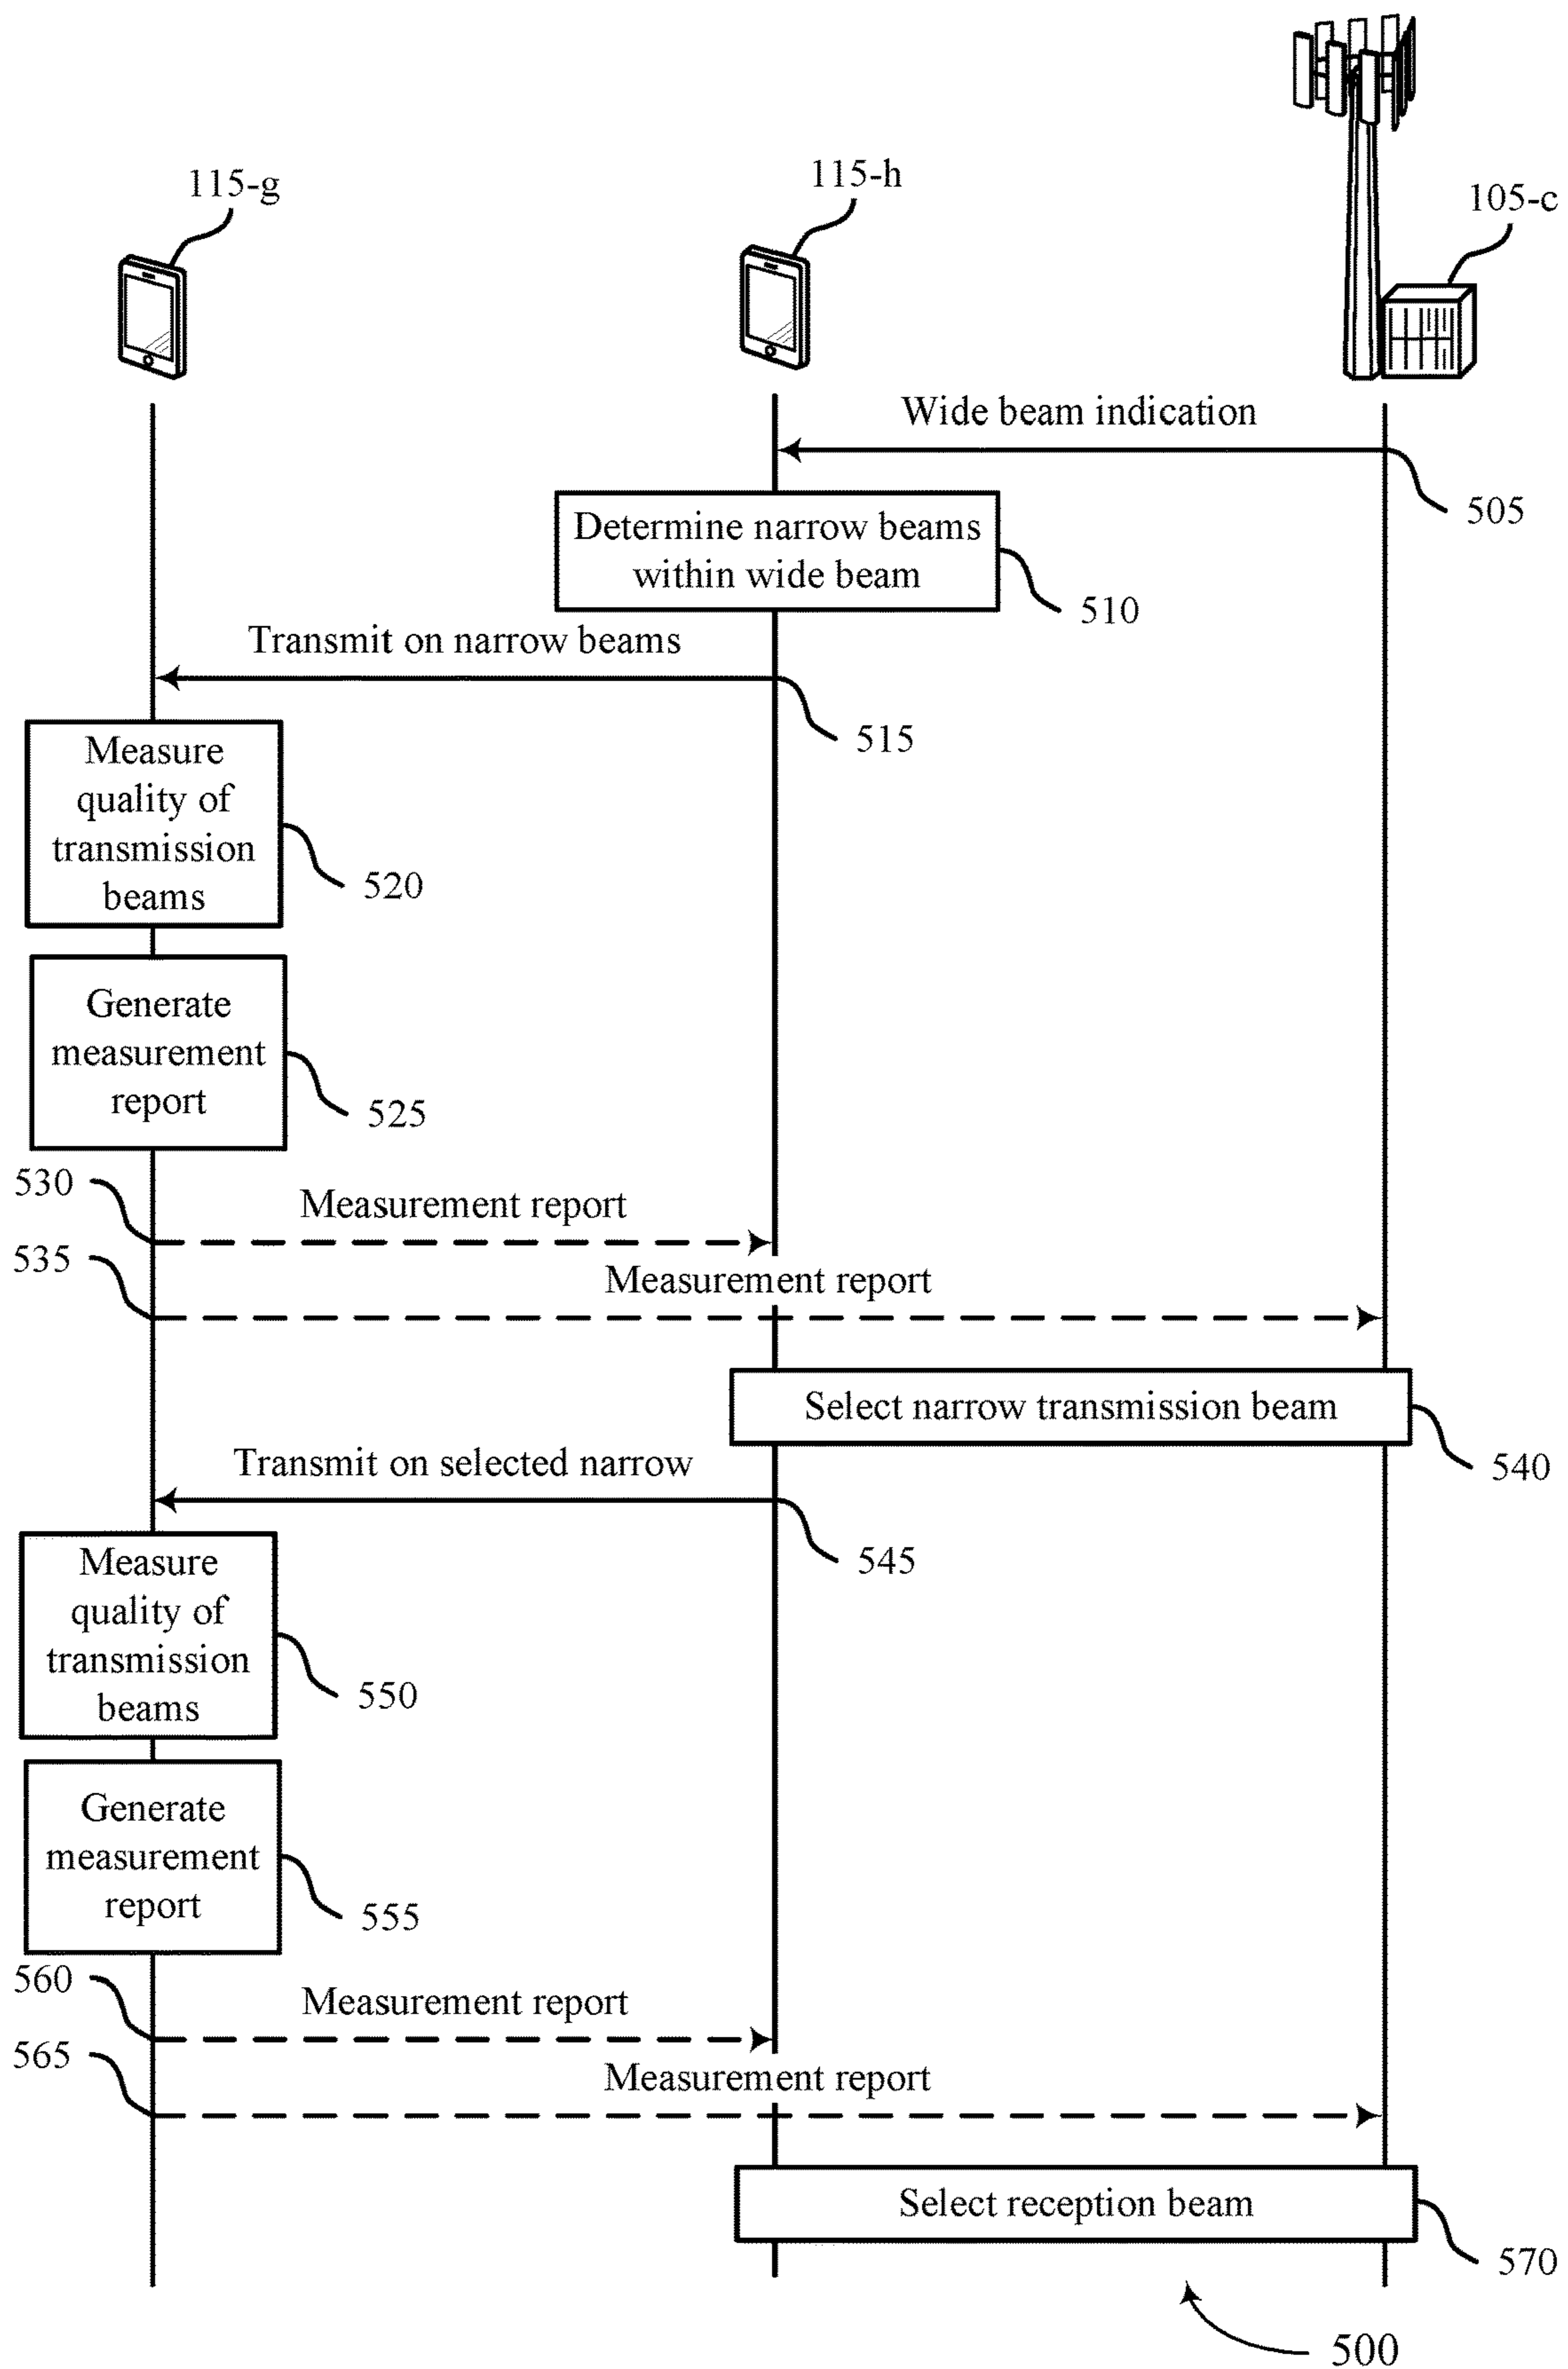 115-g
115-h
105-c
Wide beam indication
505
Determine narrow beams
within wide beam
510
Transmit on narrow beams
515
Measure
quality of
transmission
beams
520
Generate
measurement
report
525
530
Measurement report
535
Measurement report
Select narrow transmission beam
540
Transmit on selected narrow
545
Measure
quality of
transmission
beams
550
Generate
measurement
report
555
560
Measurement report
565
Measurement report
Select reception beam
570
500